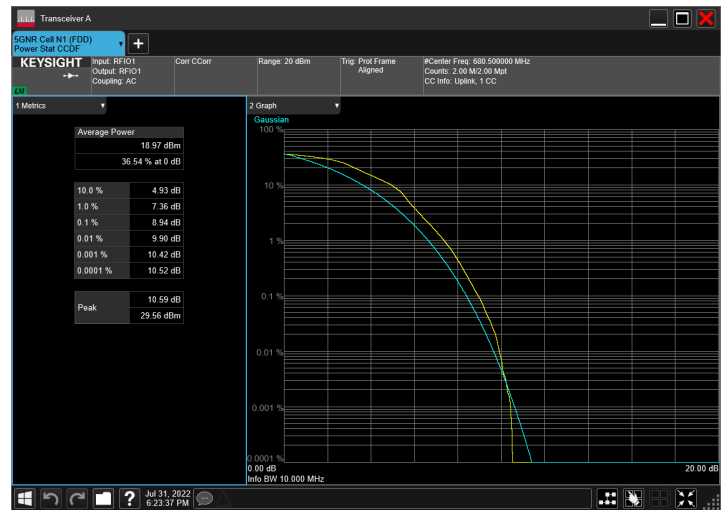 Transceiver A
5GNR Cell N1 (FDD)
Power Stat CCDF
KEYSIGHT
LXI
Input: RFIO1
Output: RFIO1
Coupling: AC
Corr CCorr
Range: 20 dBm
Trig: Prot Frame
Aligned
#Center Freq: 680.500000 MHz
Counts: 2.00 M/2.00 Mpt
CC Info: Uplink, 1 CC
1 Metrics
Average Power
18.97 dBm
36.54 % at 0 dB
10.0 % 4.93 dB
1.0 % 7.36 dB
0.1 % 8.94 dB
0.01 % 9.90 dB
0.001 % 10.42 dB
0.0001 % 10.52 dB
Peak
10.59 dB
29.56 dBm
2 Graph
Gaussian
100 %
10 %
1 %
0.1 %
0.01 %
0.001 %
0.0001 %
0.00 dB 20.00 dB
Info BW 10.000 MHz
?
Jul 31, 2022
6:23:37 PM